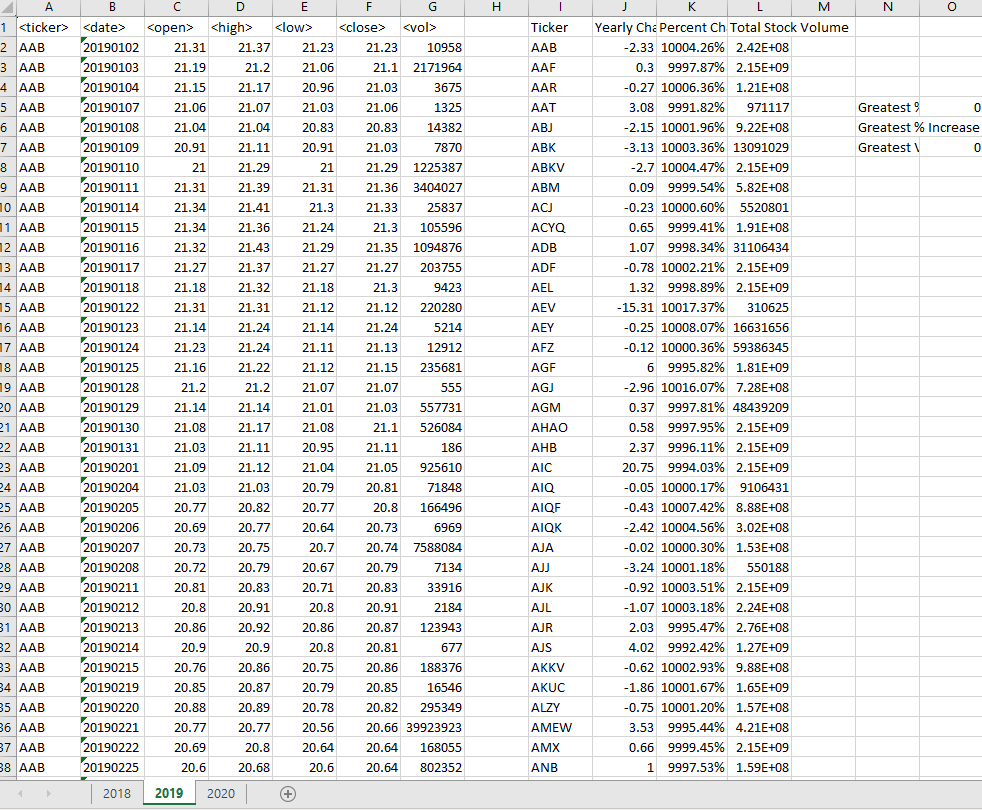 A B C D E F G H I J K L M N O
1 <ticker> <date> <open> <high> <low> <close> <vol> Ticker Yearly Cha Percent Ch Total Stock Volume
2 AAB 20190102 21.31 21.37 21.23 21.23 10958 AAB -2.33 10004.26% 2.42E+08
3 AAB 20190103 21.19 21.2 21.06 21.1 2171964 AAF 0.3 9997.87% 2.15E+09
4 AAB 20190104 21.15 21.17 20.96 21.03 3675 AAR -0.27 10006.36% 1.21E+08
5 AAB 20190107 21.06 21.07 21.03 21.06 1325 AAT 3.08 9991.82% 971117 Greatest % 0
6 AAB 20190108 21.04 21.04 20.83 20.83 14382 ABJ -2.15 10001.96% 9.22E+08 Greatest % Increase
7 AAB 20190109 20.91 21.11 20.91 21.03 7870 ABK -3.13 10003.36% 13091029 Greatest V 0
8 AAB 20190110 21 21.29 21 21.29 1225387 ABKV -2.7 10004.47% 2.15E+09
9 AAB 20190111 21.31 21.39 21.31 21.36 3404027 ABM 0.09 9999.54% 5.82E+08
10 AAB 20190114 21.34 21.41 21.3 21.33 25837 ACJ -0.23 10000.60% 5520801
11 AAB 20190115 21.34 21.36 21.24 21.3 105596 ACYQ 0.65 9999.41% 1.91E+08
12 AAB 20190116 21.32 21.43 21.29 21.35 1094876 ADB 1.07 9998.34% 31106434
13 AAB 20190117 21.27 21.37 21.27 21.27 203755 ADF -0.78 10002.21% 2.15E+09
14 AAB 20190118 21.18 21.32 21.18 21.3 9423 AEL 1.32 9998.89% 2.15E+09
15 AAB 20190122 21.31 21.31 21.12 21.12 220280 AEV -15.31 10017.37% 310625
16 AAB 20190123 21.14 21.24 21.14 21.24 5214 AEY -0.25 10008.07% 16631656
17 AAB 20190124 21.23 21.24 21.11 21.13 12912 AFZ -0.12 10000.36% 59386345
18 AAB 20190125 21.16 21.22 21.12 21.15 235681 AGF 6 9995.82% 1.81E+09
19 AAB 20190128 21.2 21.2 21.07 21.07 555 AGJ -2.96 10016.07% 7.28E+08
20 AAB 20190129 21.14 21.14 21.01 21.03 557731 AGM 0.37 9997.81% 48439209
21 AAB 20190130 21.08 21.17 21.08 21.1 526084 AHAO 0.58 9997.95% 2.15E+09
22 AAB 20190131 21.03 21.11 20.95 21.11 186 AHB 2.37 9996.11% 2.15E+09
23 AAB 20190201 21.09 21.12 21.04 21.05 925610 AIC 20.75 9994.03% 2.15E+09
24 AAB 20190204 21.03 21.03 20.79 20.81 71848 AIQ -0.05 10000.17% 9106431
25 AAB 20190205 20.77 20.82 20.77 20.8 166496 AIQF -0.43 10007.42% 8.88E+08
26 AAB 20190206 20.69 20.77 20.64 20.73 6969 AIQK -2.42 10004.56% 3.02E+08
27 AAB 20190207 20.73 20.75 20.7 20.74 7588084 AJA -0.02 10000.30% 1.53E+08
28 AAB 20190208 20.72 20.79 20.67 20.79 7134 AJJ -3.24 10001.18% 550188
29 AAB 20190211 20.81 20.83 20.71 20.83 33916 AJK -0.92 10003.51% 2.15E+09
30 AAB 20190212 20.8 20.91 20.8 20.91 2184 AJL -1.07 10003.18% 2.24E+08
31 AAB 20190213 20.86 20.92 20.86 20.87 123943 AJR 2.03 9995.47% 2.76E+08
32 AAB 20190214 20.9 20.9 20.8 20.81 677 AJS 4.02 9992.42% 1.27E+09
33 AAB 20190215 20.76 20.86 20.75 20.86 188376 AKKV -0.62 10002.93% 9.88E+08
34 AAB 20190219 20.85 20.87 20.79 20.85 16546 AKUC -1.86 10001.67% 1.65E+09
35 AAB 20190220 20.88 20.89 20.78 20.82 295349 ALZY -0.75 10001.20% 1.57E+08
36 AAB 20190221 20.77 20.77 20.56 20.66 39923923 AMEW 3.53 9995.44% 4.21E+08
37 AAB 20190222 20.69 20.8 20.64 20.64 168055 AMX 0.66 9999.45% 2.15E+09
38 AAB 20190225 20.6 20.68 20.6 20.64 802352 ANB 1 9997.53% 1.59E+08
2018 2019 2020